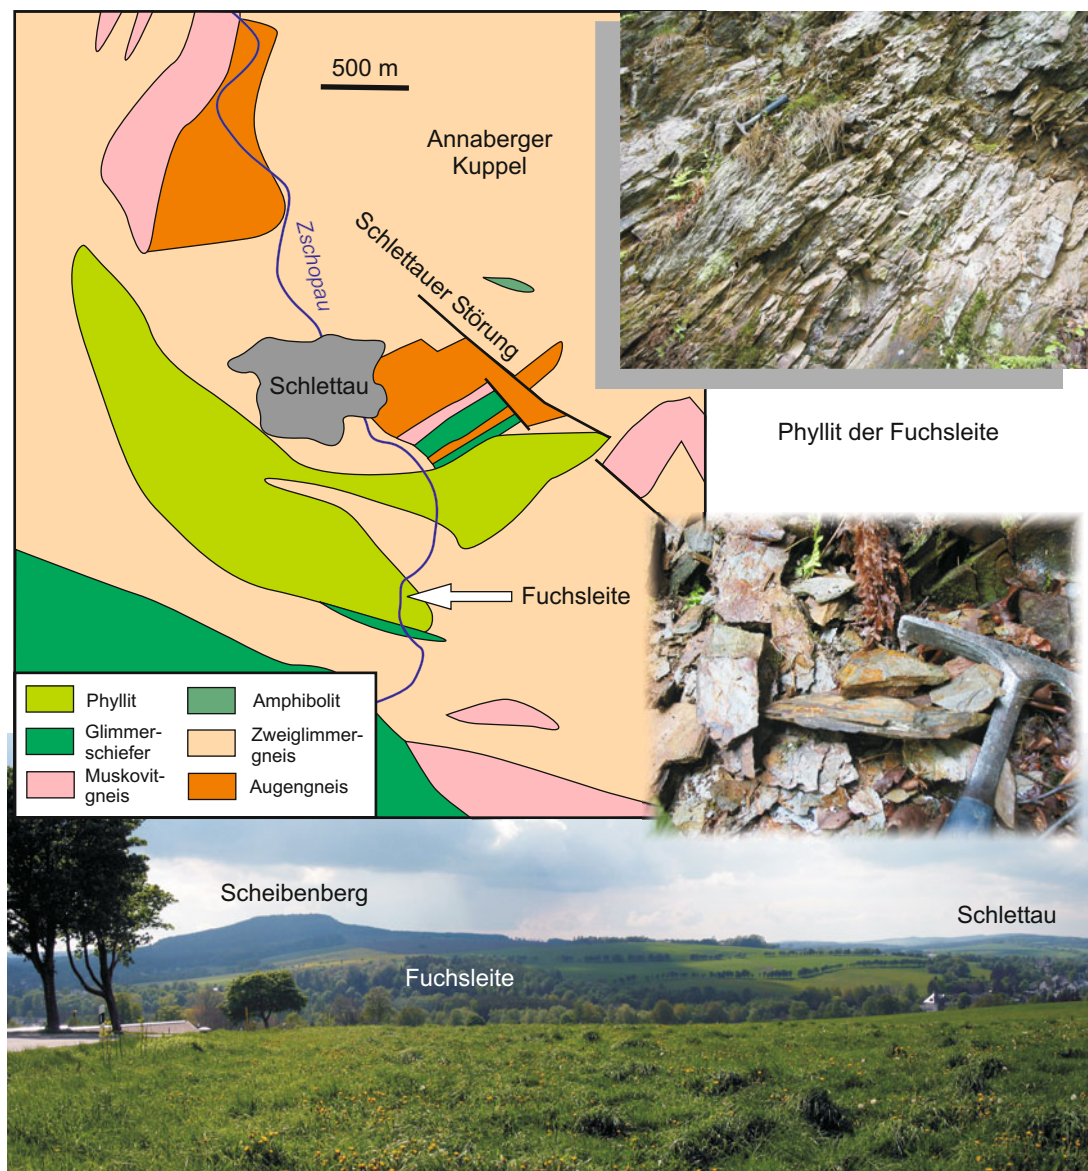 500 m
Annaberger
Kuppel
Zschopau
Schlettauer Störung
Schlettau
Phyllit der Fuchsleite
Fuchsleite
Phyllit
Amphibolit
Glimmer-
schiefer
Zweiglimmer-
gneis
Muskovit-
gneis
Augengneis
Scheibenberg
Schlettau
Fuchsleite